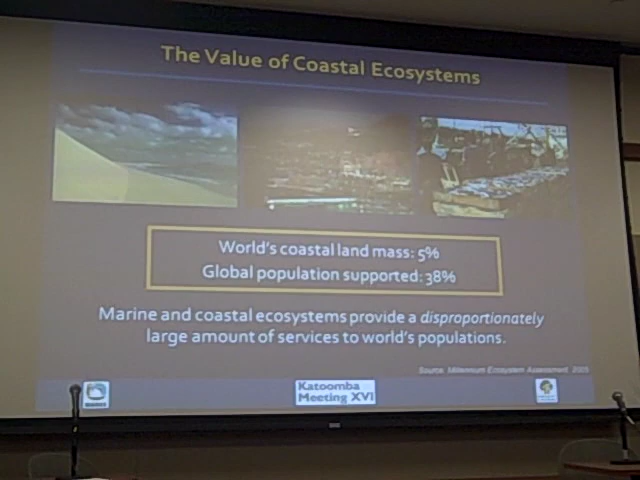 The Value of Coastal Ecosystems
World's coastal land mass: 5%
Global population supported: 38%
Marine and coastal ecosystems provide a disproportionately
large amount of services to world's populations.
Source: Millennium Ecosystem Assessment, 2005
Katoomba
Meeting XVI